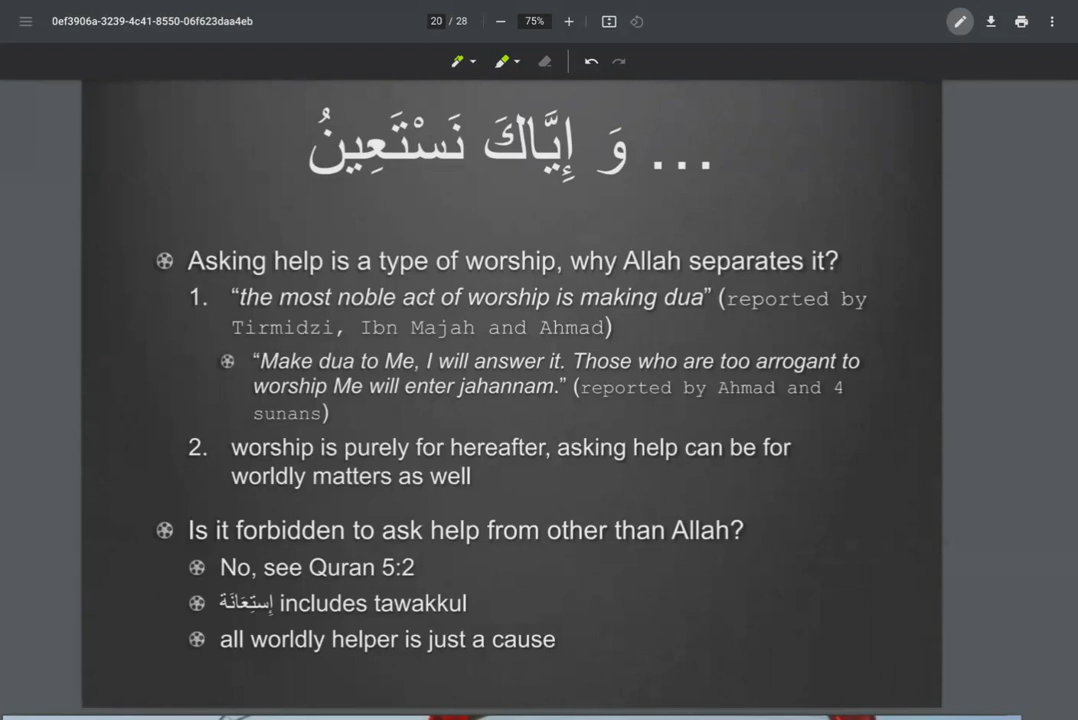 0ef3906a-3239-4c41-8551-06f623daa4eb
20 / 28
75%
... وَ إِيَّاكَ نَسْتَعِينُ
Asking help is a type of worship, why Allah separates it?
1. “the most noble act of worship is making dua” (reported by
Tirmidzi, Ibn Majah and Ahmad)
“Make dua to Me, I will answer it. Those who are too arrogant to
worship Me will enter jahannam.” (reported by Ahmad and 4
sunans)
2. worship is purely for hereafter, asking help can be for
worldly matters as well
Is it forbidden to ask help from other than Allah?
No, see Quran 5:2
إِستِعَانَة includes tawakkul
all worldly helper is just a cause